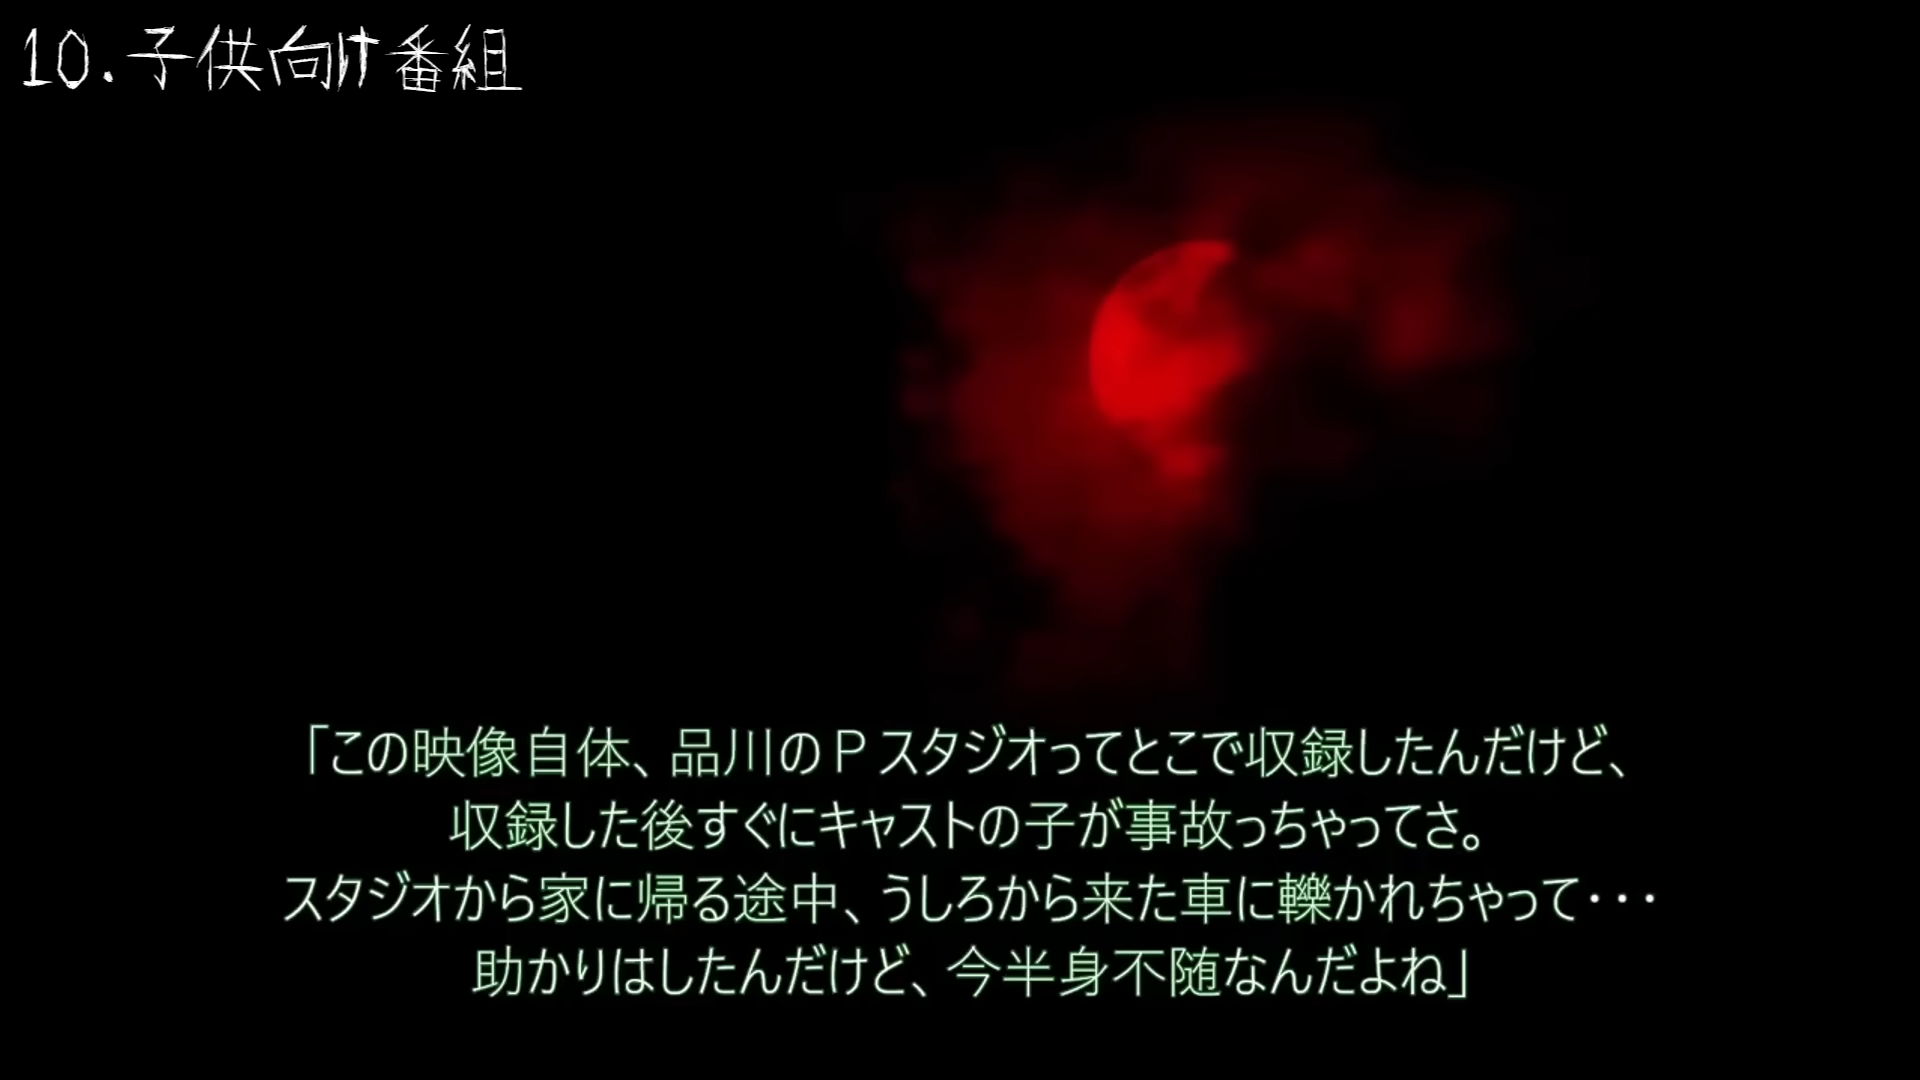 10.子供向け番組
「この映像自体、品川のＰスタジオってとこで収録したんだけど、
収録した後すぐにキャストの子が事故っちゃってさ。
スタジオから家に帰る途中、うしろから来た車に轢かれちゃって･･･
助かりはしたんだけど、今半身不随なんだよね」